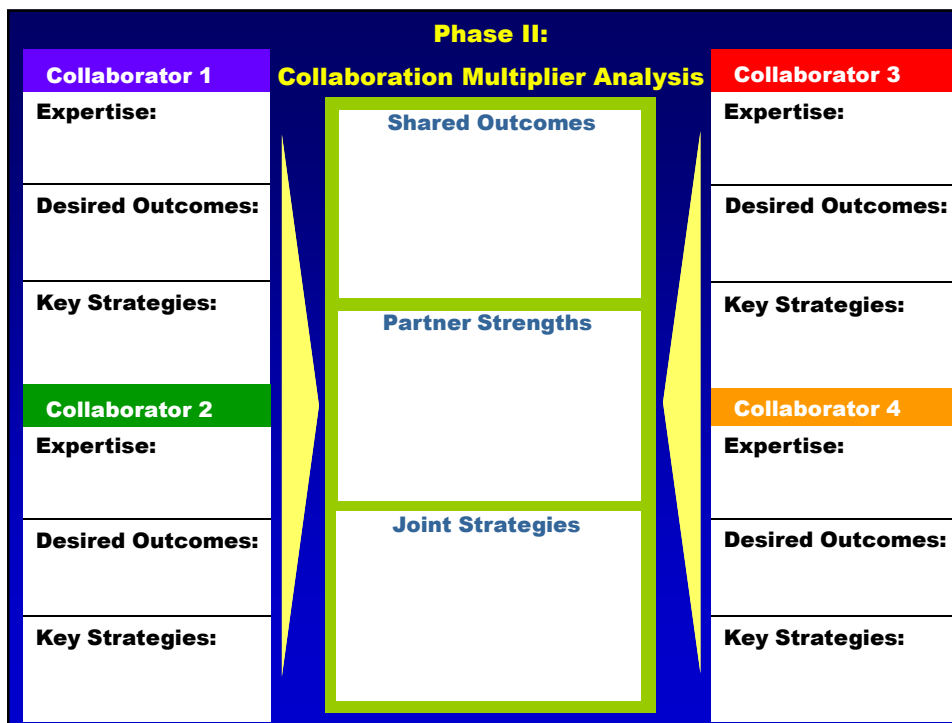 Phase II:
Collaboration Multiplier Analysis
Collaborator 1
Expertise:
Desired Outcomes:
Key Strategies:
Collaborator 2
Expertise:
Desired Outcomes:
Key Strategies:
Shared Outcomes
Partner Strengths
Joint Strategies
Collaborator 3
Expertise:
Desired Outcomes:
Key Strategies:
Collaborator 4
Expertise:
Desired Outcomes:
Key Strategies: